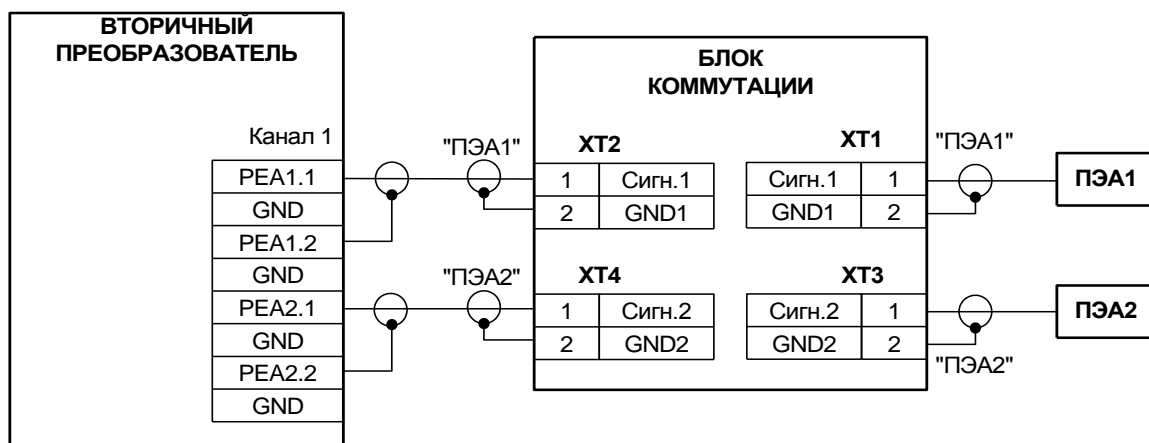 ВТОРИЧНЫЙ
ПРЕОБРАЗОВАТЕЛЬ
Канал 1
PEA1.1
GND
PEA1.2
GND
PEA2.1
GND
PEA2.2
GND
"ПЭА1"
"ПЭА2"
БЛОК
КОММУТАЦИИ
XT2
1 Сигн.1
2 GND1
XT1
Сигн.1 1
GND1 2
XT4
1 Сигн.2
2 GND2
XT3
Сигн.2 1
GND2 2
"ПЭА1"
ПЭА1
ПЭА2
"ПЭА2"